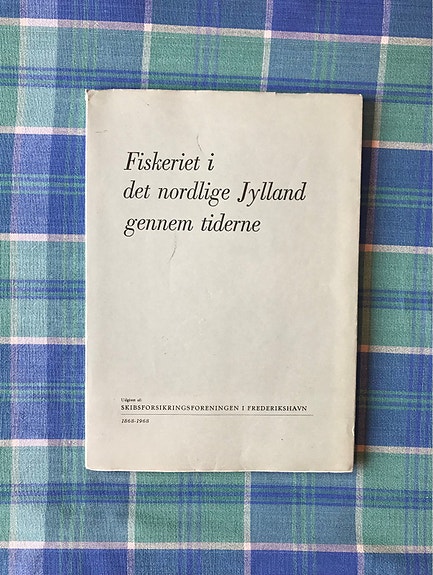 Fiskeriet i
det nordlige Jylland
gennem tiderne
Udgivet af:
SKIBSFORSIKRINGSFORENINGEN I FREDERIKSHAVN
1868-1968